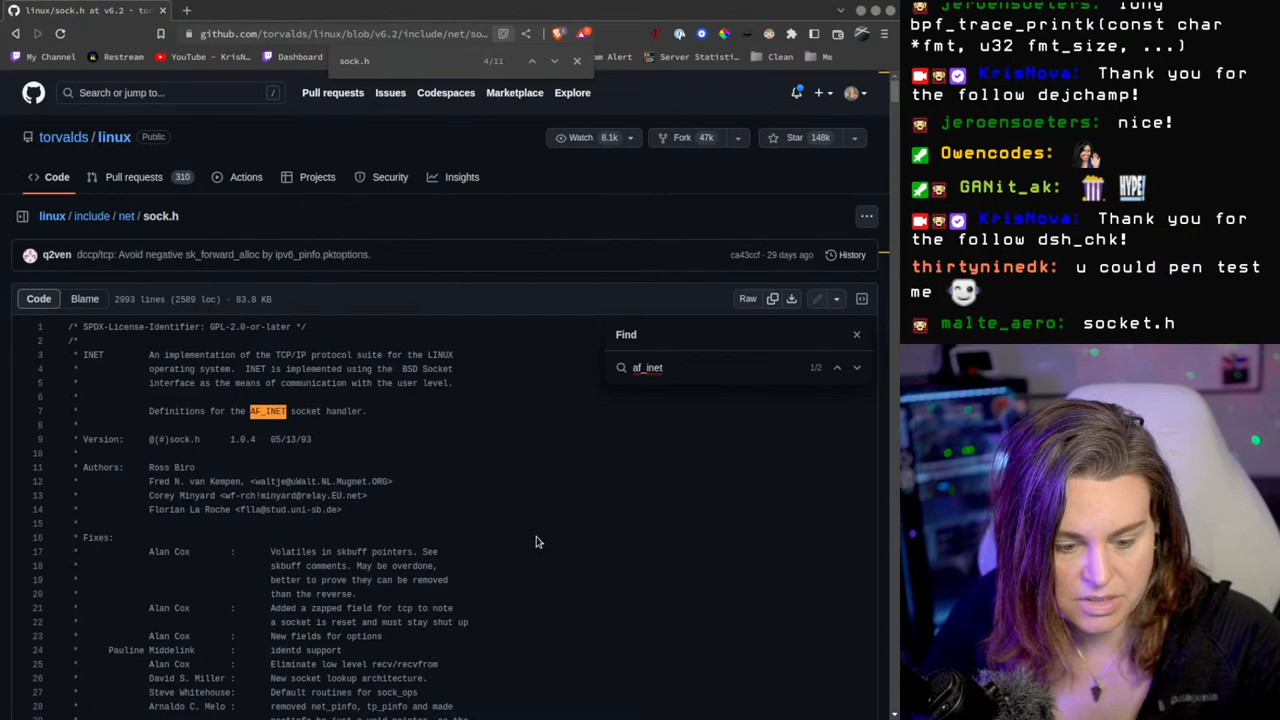 linux/sock.h at v6.2 · tor
github.com/torvalds/linux/blob/v6.2/include/net/so...
My Channel
Restream
YouTube – KrisN...
Dashboard
m Alert
Server Statisti...
Clean
Me
sock.h
4/11
Search or jump to...
/
Pull requests
Issues
Codespaces
Marketplace
Explore
torvalds / linux
Public
Watch 8.1k
Fork 47k
Star 148k
Code
Pull requests 310
Actions
Projects
Security
Insights
linux / include / net / sock.h
q2ven dccp/tcp: Avoid negative sk_forward_alloc by ipv6_pinfo.pktoptions.
ca43ccf · 29 days ago
History
Code
Blame
2993 lines (2589 loc) · 83.8 KB
Raw
Find
af_inet
1/2
1 /* SPDX-License-Identifier: GPL-2.0-or-later */
2 /*
3 * INET An implementation of the TCP/IP protocol suite for the LINUX
4 * operating system. INET is implemented using the BSD Socket
5 * interface as the means of communication with the user level.
6 *
7 * Definitions for the AF_INET socket handler.
8 *
9 * Version: @(#)sock.h 1.0.4 05/13/93
10 *
11 * Authors: Ross Biro
12 * Fred N. van Kempen, <waltje@uWalt.NL.Mugnet.ORG>
13 * Corey Minyard <wf-rch!minyard@relay.EU.net>
14 * Florian La Roche <flla@stud.uni-sb.de>
15 *
16 * Fixes:
17 * Alan Cox : Volatiles in skbuff pointers. See
18 * skbuff comments. May be overdone,
19 * better to prove they can be removed
20 * than the reverse.
21 * Alan Cox : Added a zapped field for tcp to note
22 * a socket is reset and must stay shut up
23 * Alan Cox : New fields for options
24 * Pauline Middelink : identd support
25 * Alan Cox : Eliminate low level recv/recvfrom
26 * David S. Miller : New socket lookup architecture.
27 * Steve Whitehouse: Default routines for sock_ops
28 * Arnaldo C. Melo : removed net_pinfo, tp_pinfo and made
jeroensoeters: long
bpf_trace_printk(const char
*fmt, u32 fmt_size, ...)
KrisNova: Thank you for
the follow dejchamp!
jeroensoeters: nice!
Owencodes:
GANit_ak: HYPE!
KrisNova: Thank you for
the follow dsh_chk!
thirtyninedk: u could pen test
me
malte_aero: socket.h
patagonia